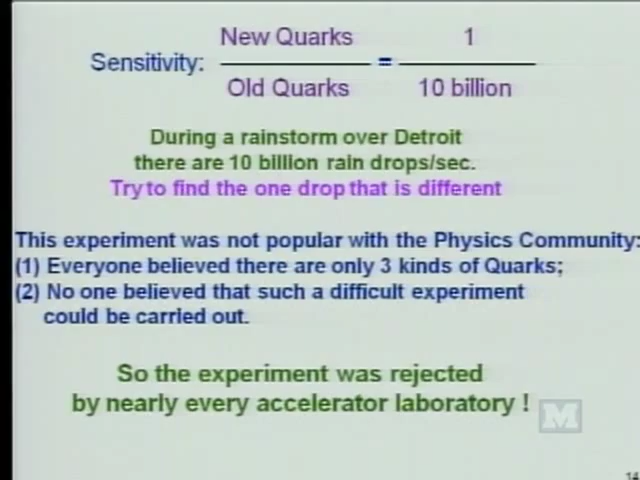 New Quarks 1
Sensitivity: =
Old Quarks 10 billion
During a rainstorm over Detroit
there are 10 billion rain drops/sec.
Try to find the one drop that is different
This experiment was not popular with the Physics Community:
(1) Everyone believed there are only 3 kinds of Quarks;
(2) No one believed that such a difficult experiment
could be carried out.
So the experiment was rejected
by nearly every accelerator laboratory !
M
14